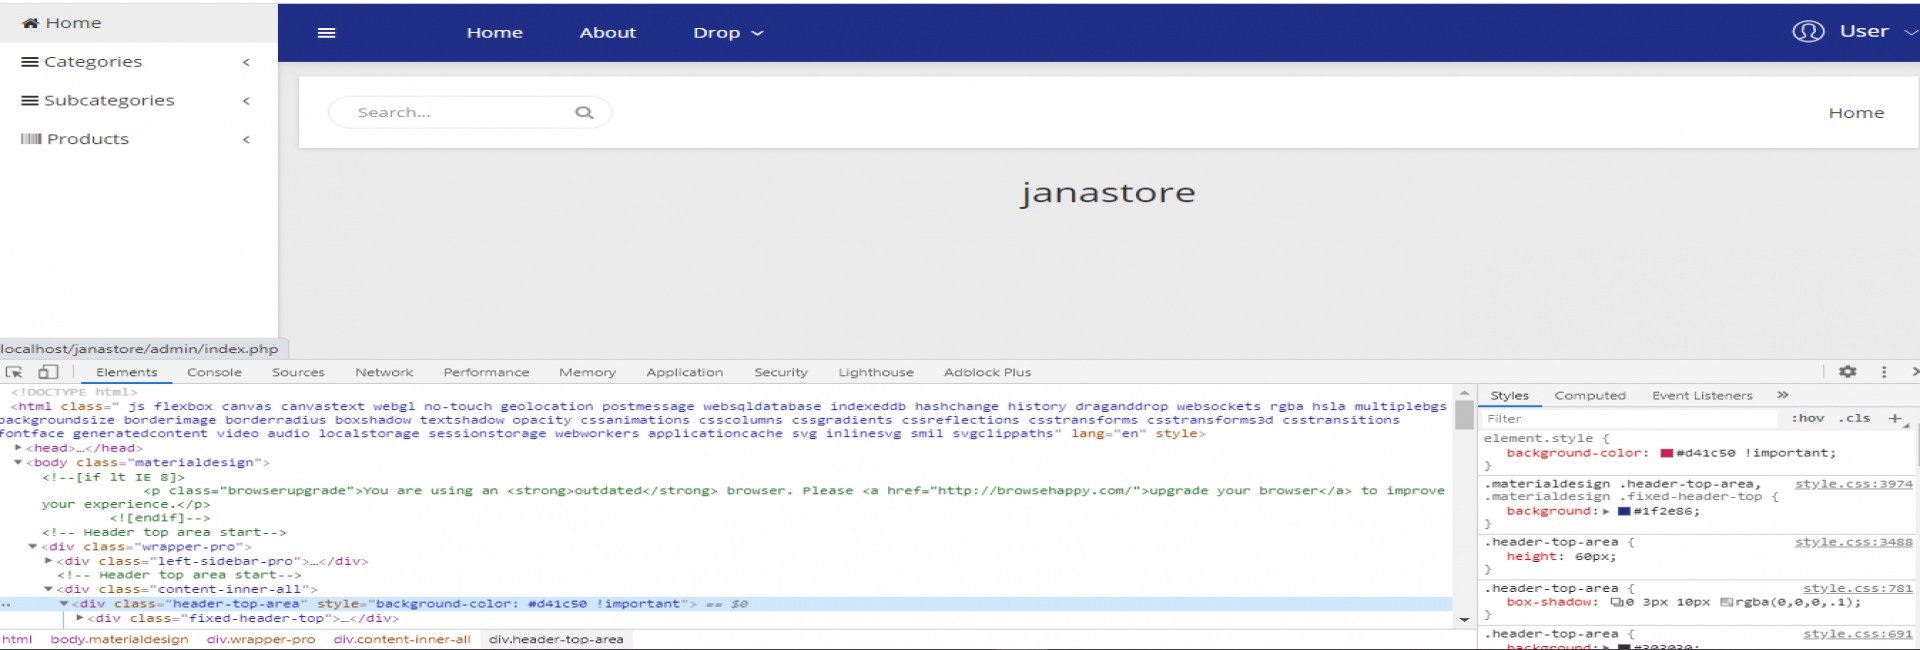 Home
Categories <
Subcategories <
Products <
Home About Drop
User
Search...
Home
janastore
localhost/janastore/admin/index.php
Elements Console Sources Network Performance Memory Application Security Lighthouse Adblock Plus
<!DOCTYPE html>
<html class=" js flexbox canvas canvastext webgl no-touch geolocation postmessage websqldatabase indexeddb hashchange history draganddrop websockets rgba hsla multiplebgs
backgroundsize borderimage borderradius boxshadow textshadow opacity cssanimations csscolumns cssgradients cssreflections csstransforms csstransforms3d csstransitions
fontface generatedcontent video audio localstorage sessionstorage webworkers applicationcache svg inlinesvg smil svgclippaths" lang="en" style>
<head>…</head>
<body class="materialdesign">
<!--[if lt IE 8]>
<p class="browserupgrade">You are using an <strong>outdated</strong> browser. Please <a href="http://browsehappy.com/">upgrade your browser</a> to improve
your experience.</p>
<![endif]-->
<!-- Header top area start-->
<div class="wrapper-pro">
<div class="left-sidebar-pro">…</div>
<!-- Header top area start-->
<div class="content-inner-all">
<div class="header-top-area" style="background-color: #d41c50 !important"> == $0
<div class="fixed-header-top">…</div>
html body.materialdesign div.wrapper-pro div.content-inner-all div.header-top-area
Styles Computed Event Listeners »
Filter :hov .cls +
element.style {
background-color: #d41c50 !important;
}
.materialdesign .header-top-area, style.css:3974
.materialdesign .fixed-header-top {
background: #1f2e86;
}
.header-top-area { style.css:3488
height: 60px;
}
.header-top-area { style.css:781
box-shadow: 0 3px 10px rgba(0,0,0,.1);
}
.header-top-area { style.css:691
background: #303030;